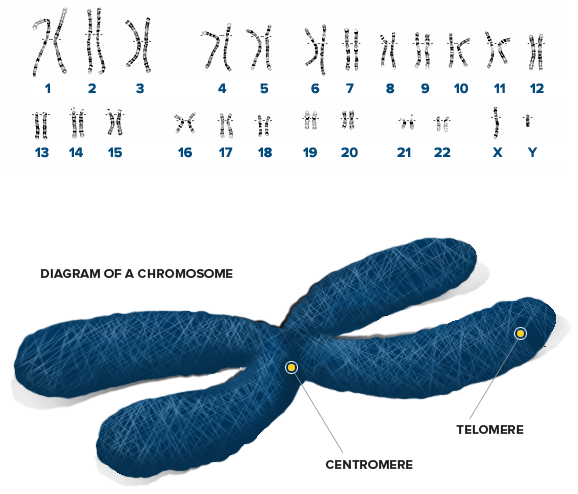 1 2 3 4 5 6 7 8 9 10 11 12
13 14 15 16 17 18 19 20 21 22 X Y
DIAGRAM OF A CHROMOSOME
TELOMERE
CENTROMERE